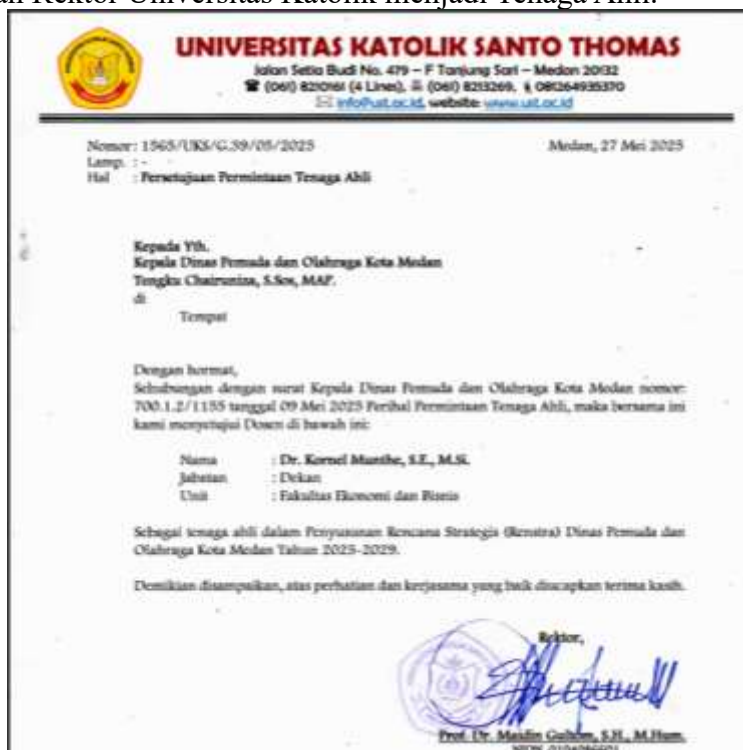 an Rektor Universitas Katolik menjadi Tenaga Ahli.
UNIVERSITAS KATOLIK SANTO THOMAS
Jalan Setia Budi No. 479 – F Tanjung Sari – Medan 20132
☎ (061) 8210161 (4 Lines), (061) 8213269, 081264935370
info@ust.ac.id, website: www.ust.ac.id
Nomor : 1565/UKS/G.59/05/2025 Medan, 27 Mei 2025
Lamp. : -
Hal : Persetujuan Permintaan Tenaga Ahli
Kepada Yth.
Kepala Dinas Pemuda dan Olahraga Kota Medan
Tengku Chairuniza, S.Sos, MAP.
di
Tempat
Dengan hormat,
Sehubungan dengan surat Kepala Dinas Pemuda dan Olahraga Kota Medan nomor:
700.1.2/1155 tanggal 09 Mei 2025 Perihal Permintaan Tenaga Ahli, maka bersama ini
kami menyetujui Dosen di bawah ini:
Nama : Dr. Kornel Munthe, S.E., M.Si.
Jabatan : Dekan
Unit : Fakultas Ekonomi dan Bisnis
Sebagai tenaga ahli dalam Penyusunan Rencana Strategis (Renstra) Dinas Pemuda dan
Olahraga Kota Medan Tahun 2025-2029.
Demikian disampaikan, atas perhatian dan kerjasama yang baik diucapkan terima kasih.
Rektor,
Prof. Dr. Maidin Gultom, S.H., M.Hum.